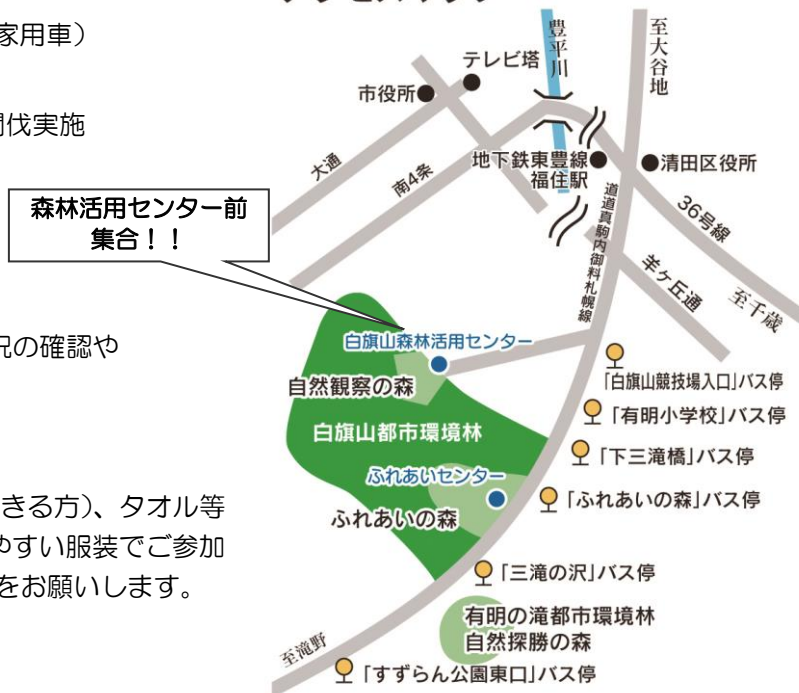 家用車）
伐実施
森林活用センター前
集合！！
況の確認や
きる方）、タオル等
やすい服装でご参加
をお願いします。
豊平川
至大谷地
テレビ塔
市役所
大通
南4条
地下鉄東豊線
福住駅
清田区役所
道道真駒内御料札幌線
36号線
羊ヶ丘通
至千歳
白旗山森林活用センター
自然観察の森
白旗山都市環境林
ふれあいセンター
ふれあいの森
「白旗山競技場入口」バス停
「有明小学校」バス停
「下三滝橋」バス停
「ふれあいの森」バス停
「三滝の沢」バス停
有明の滝都市環境林
自然探勝の森
至滝野
「すずらん公園東口」バス停